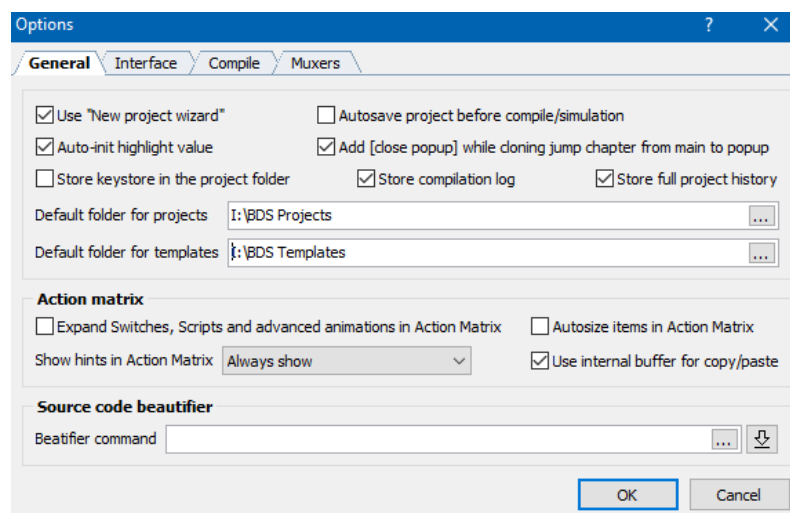 Options ?
General Interface Compile Muxers
Use "New project wizard" Autosave project before compile/simulation
Auto-init highlight value Add [close popup] while cloning jump chapter from main to popup
Store keystore in the project folder Store compilation log Store full project history
Default folder for projects I:\BDS Projects ...
Default folder for templates I:\BDS Templates ...
Action matrix
Expand Switches, Scripts and advanced animations in Action Matrix Autosize items in Action Matrix
Show hints in Action Matrix Always show Use internal buffer for copy/paste
Source code beautifier
Beatifier command ...
OK Cancel